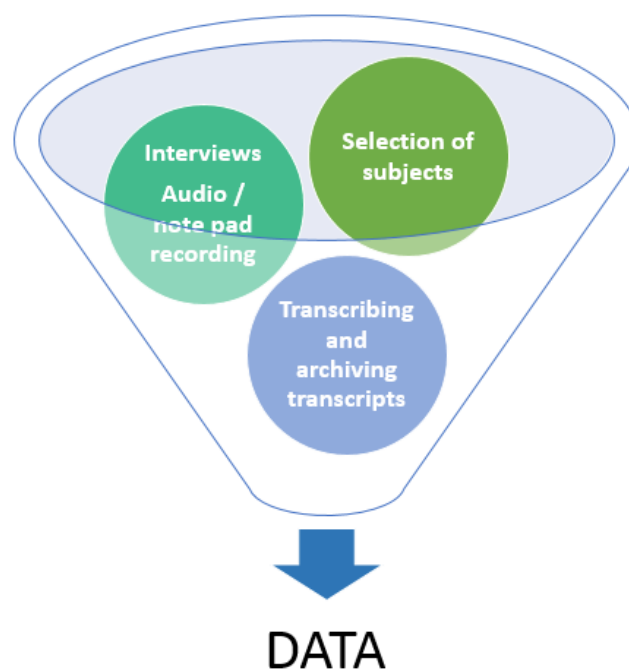 Interviews
Audio /
note pad
recording
Selection of
subjects
Transcribing
and
archiving
transcripts
DATA